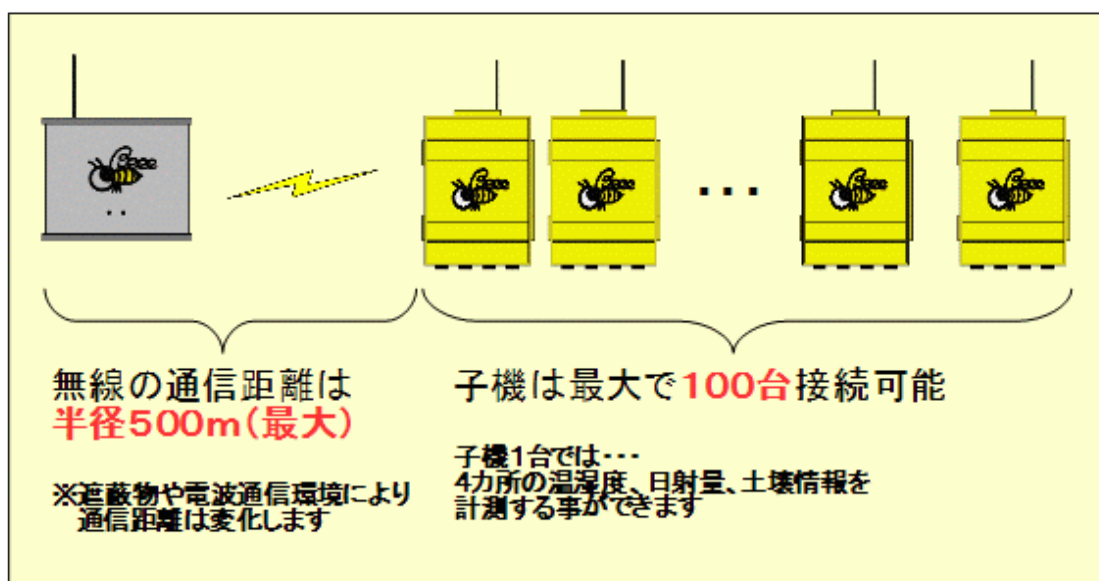 無線の通信距離は
半径500m(最大)
※遮蔽物や電波通信環境により
通信距離は変化します
・・・
子機は最大で100台接続可能
子機1台では・・・
4カ所の温湿度、日射量、土壌情報を
計測する事ができます